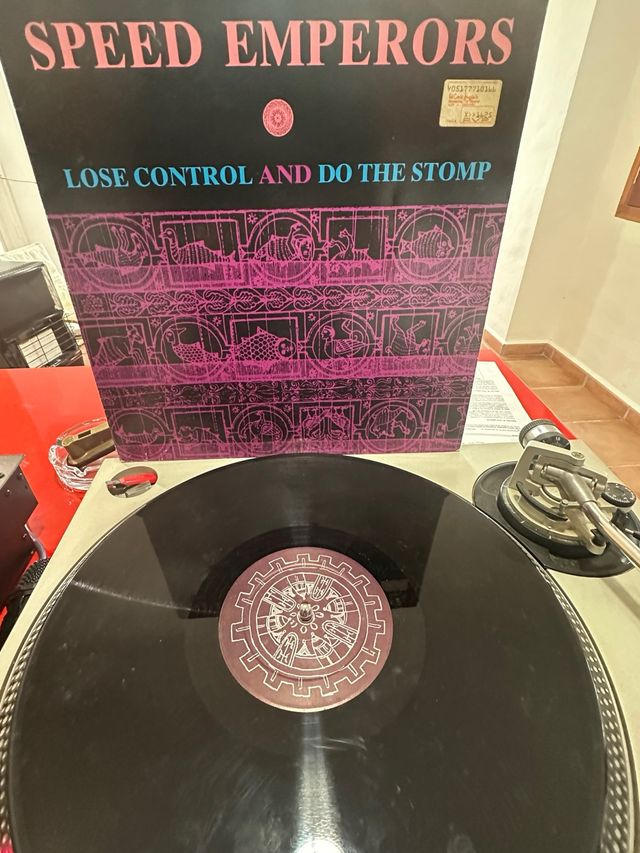 SPEED EMPERORS
LOSE CONTROL AND DO THE STOMP